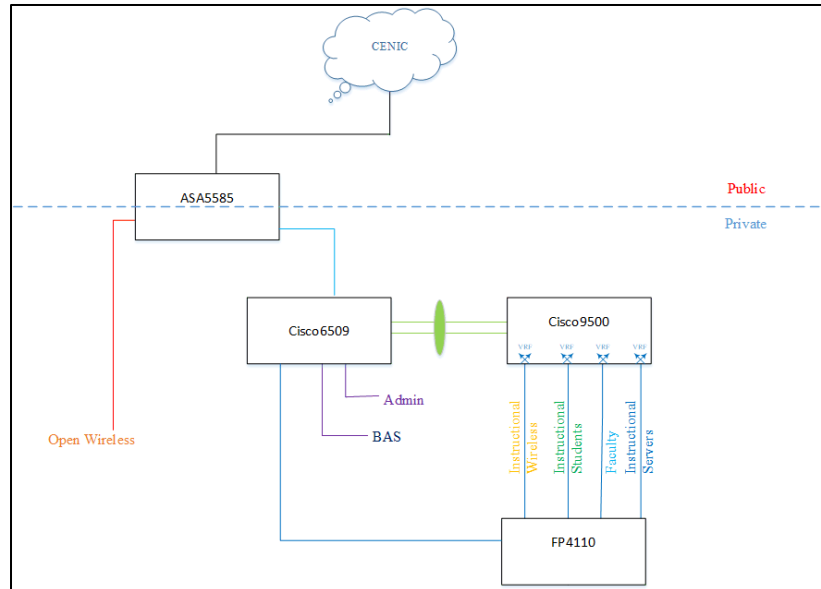 CENIC
ASA5585
Public
Private
Cisco6509
Cisco9500
VRF
VRF
VRF
VRF
Admin
BAS
Open Wireless
Instructional
Wireless
Instructional
Students
Faculty
Instructional
Servers
FP4110